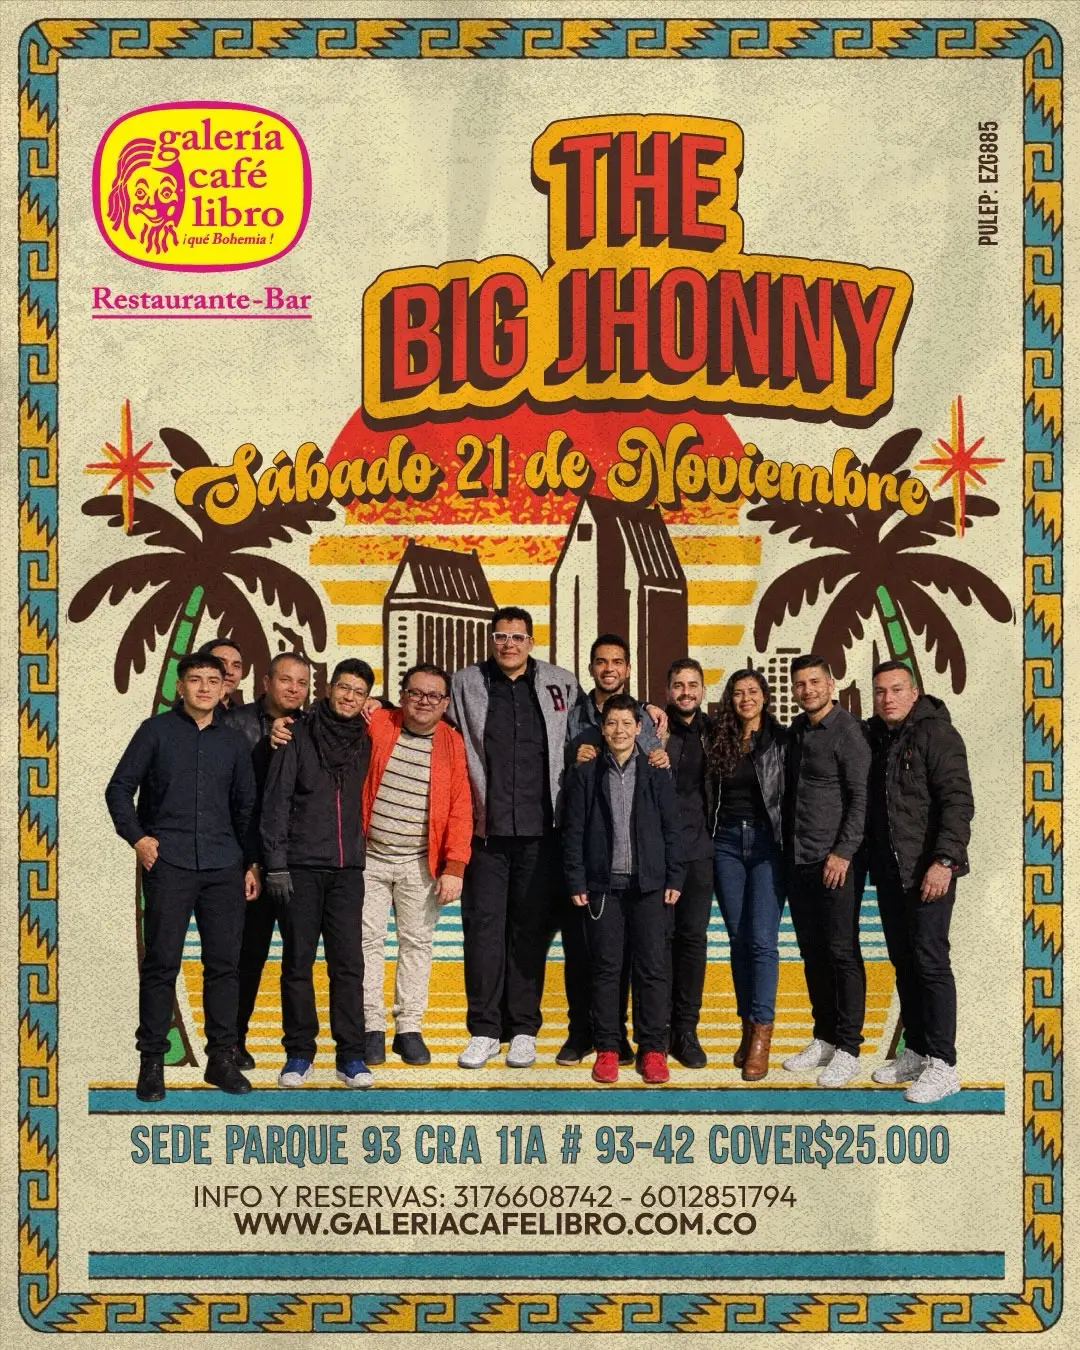 galería
café
libro
¡qué Bohemia!
Restaurante-Bar
THE
BIG JHONNY
PULEP: EZG885
Sábado 21 de Noviembre
SEDE PARQUE 93 CRA 11A # 93-42 COVER$25.000
INFO Y RESERVAS: 3176608742 - 6012851794
WWW.GALERIACAFELIBRO.COM.CO